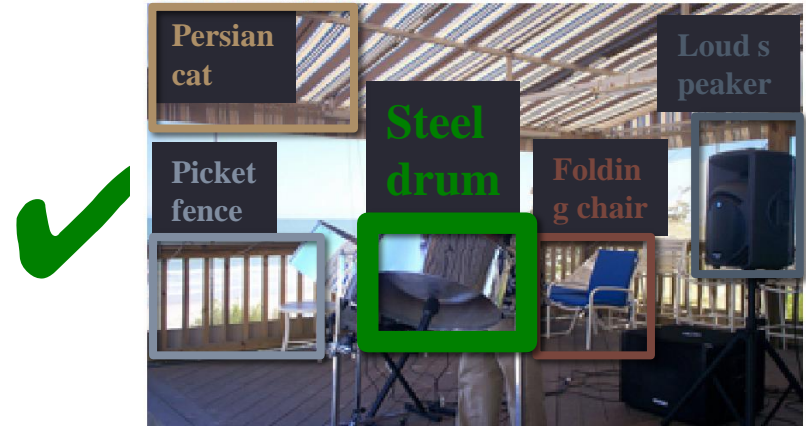 Persian
cat
Loud s
peaker
Steel
drum
Picket
fence
Foldin
g chair